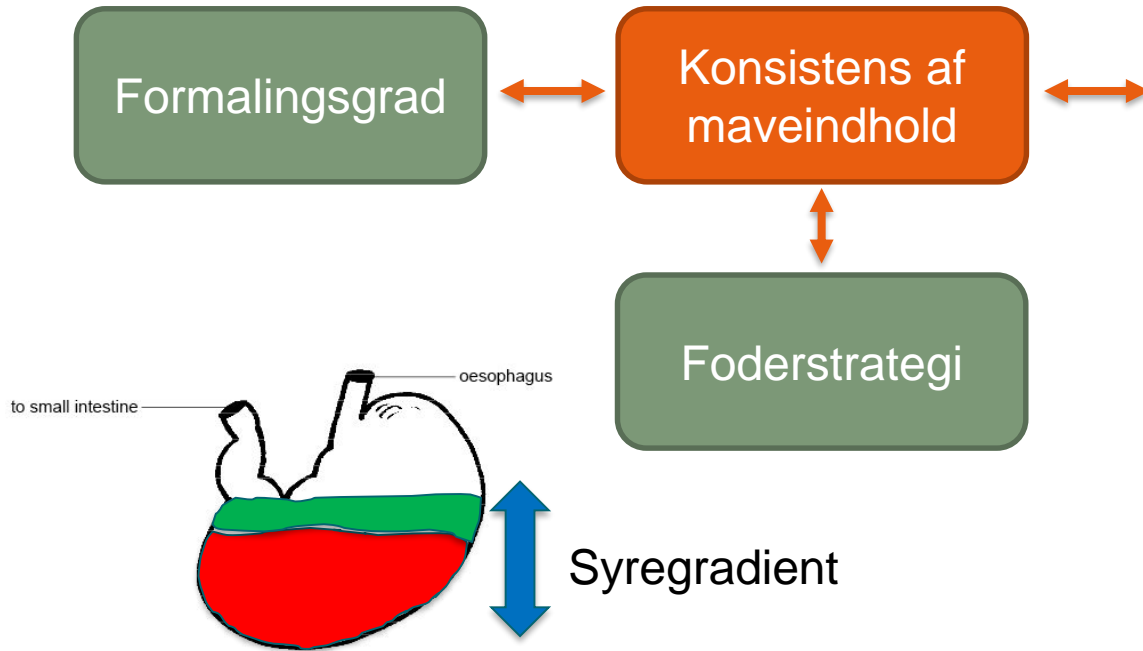 Formalingsgrad
Konsistens af
maveindhold
Foderstrategi
oesophagus
to small intestine
Syregradient